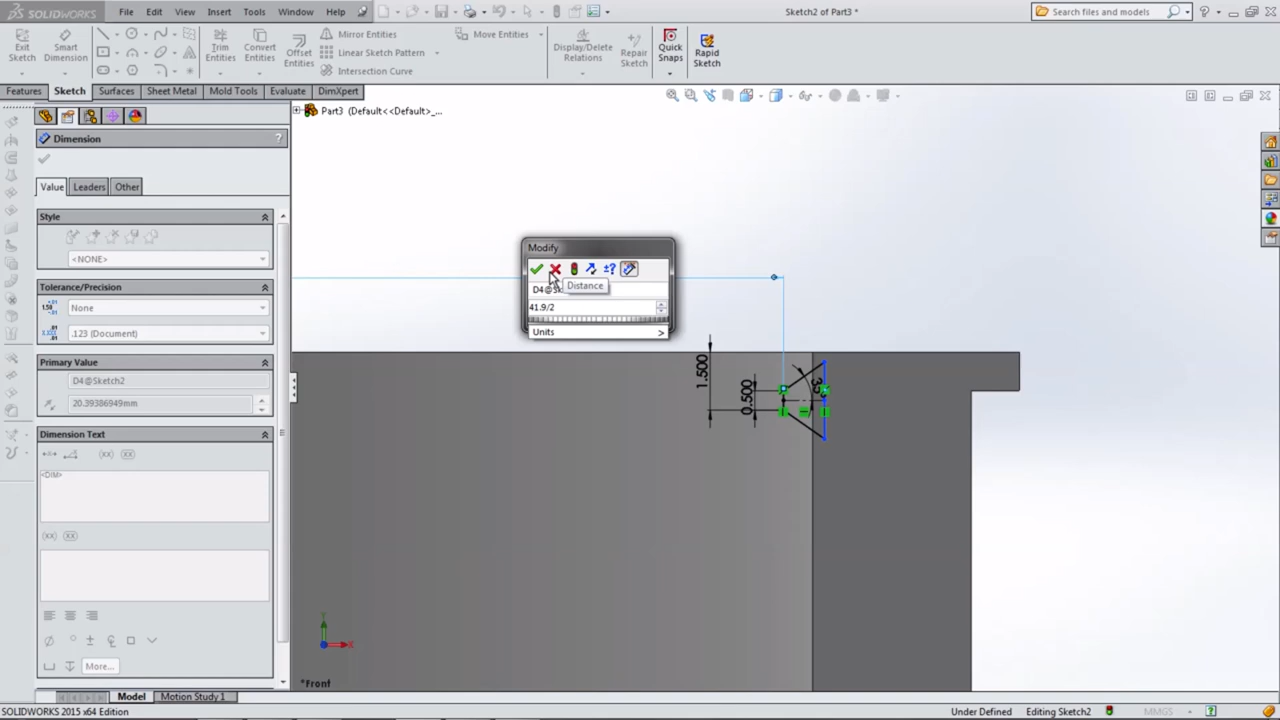 SOLIDWORKS File Edit View Insert Tools Window Help Sketch2 of Part3 * Search files and models
Exit Sketch Smart Dimension Trim Entities Convert Entities Offset Entities Mirror Entities Linear Sketch Pattern Intersection Curve Move Entities Display/Delete Relations Repair Sketch Quick Snaps Rapid Sketch
Features Sketch Surfaces Sheet Metal Mold Tools Evaluate DimXpert
Part3 (Default<<Default>_...
Dimension ?
Value Leaders Other
Style
<NONE>
Tolerance/Precision
None
.123 (Document)
Primary Value
D4@Sketch2
20.39386949mm
Dimension Text
<DIM>
More...
Modify
Distance
41.9/2
Units >
1.500
0.500
Y
X
*Front
Model Motion Study 1
SOLIDWORKS 2015 x64 Edition Under Defined Editing Sketch2 MMGS